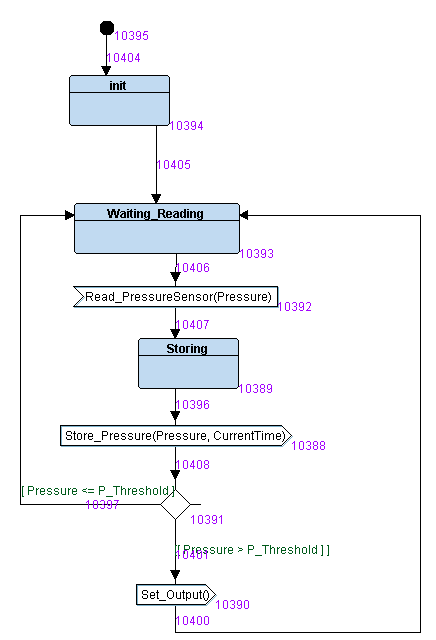 10395
10404
init
10394
10405
Waiting_Reading
10393
10406
Read_PressureSensor(Pressure)
10392
10407
Storing
10389
10396
Store_Pressure(Pressure, CurrentTime)
10388
10408
[ Pressure <= P_Threshold ]
10397
10391
[ Pressure > P_Threshold ] ]
10401
Set_Output()
10390
10400